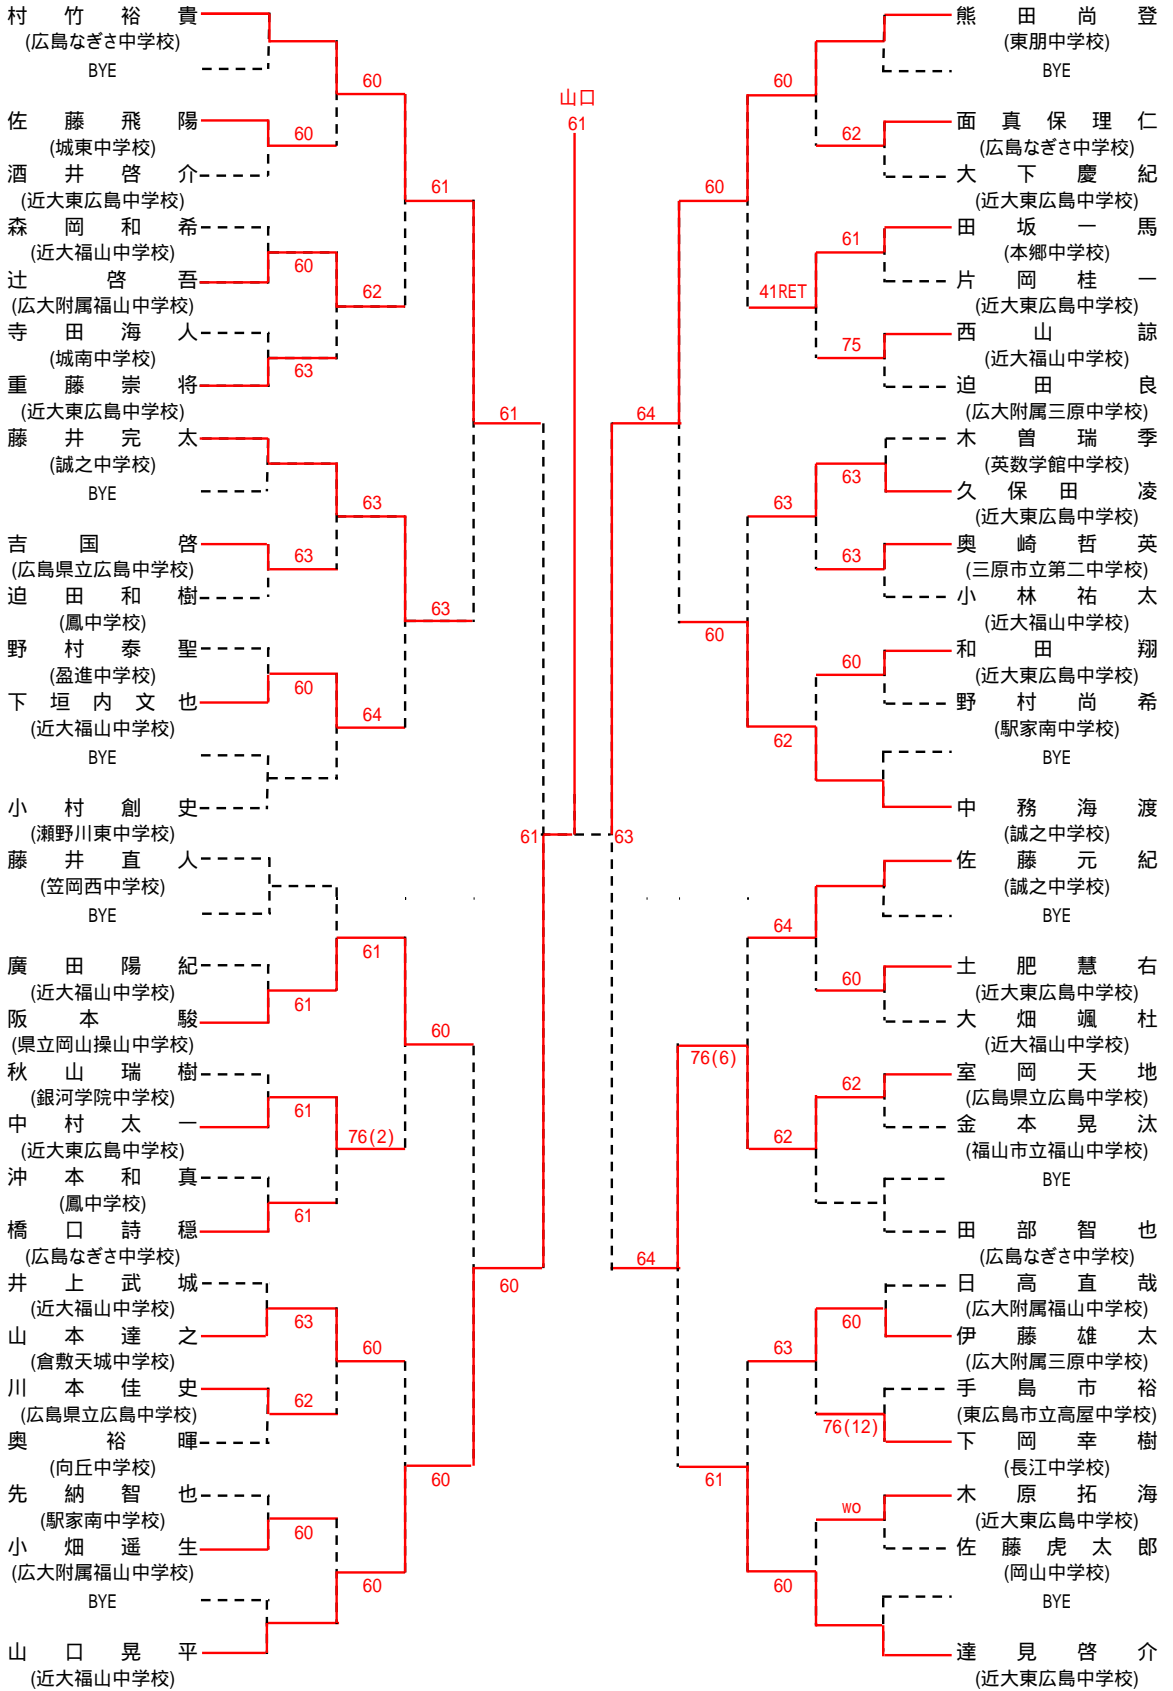 村竹裕貴
(広島なぎさ中学校)
BYE
60
佐藤飛陽
60
(城東中学校)
酒井啓介
(近大東広島中学校)
61
森岡和希
(近大福山中学校)
60
辻啓吾
(広大附属福山中学校)
62
寺田海人
(城南中学校)
63
重藤崇将
(近大東広島中学校)
61
藤井完太
(誠之中学校)
BYE
63
吉国啓
63
(広島県立広島中学校)
迫田和樹
(鳳中学校)
63
野村泰聖
(盈進中学校)
60
下垣内文也
(近大福山中学校)
64
BYE
小村創史
(瀬野川東中学校)
61
藤井直人
(笠岡西中学校)
BYE
61
廣田陽紀
(近大福山中学校)
61
阪本駿
(県立岡山操山中学校)
60
秋山瑞樹
(銀河学院中学校)
61
中村太一
(近大東広島中学校)
76(2)
沖本和真
(鳳中学校)
61
橋口詩穏
(広島なぎさ中学校)
60
井上武城
(近大福山中学校)
63
山本達之
(倉敷天城中学校)
60
川本佳史
62
(広島県立広島中学校)
奥裕暉
(向丘中学校)
60
先納智也
(駅家南中学校)
60
小畑遥生
(広大附属福山中学校)
60
BYE
山口晃平
(近大福山中学校)
山口
61
熊田尚登
(東朋中学校)
BYE
60
面真保理仁
62
(広島なぎさ中学校)
大下慶紀
(近大東広島中学校)
60
田坂一馬
61
(本郷中学校)
片岡桂一
(近大東広島中学校)
41RET
西山諒
75
(近大福山中学校)
迫田良
(広大附属三原中学校)
64
木曽瑞季
(英数学館中学校)
63
久保田凌
(近大東広島中学校)
63
奥崎哲英
63
(三原市立第二中学校)
小林祐太
(近大福山中学校)
60
和田翔
60
(近大東広島中学校)
野村尚希
(駅家南中学校)
62
BYE
中務海渡
(誠之中学校)
63
佐藤元紀
(誠之中学校)
BYE
64
土肥慧右
60
(近大東広島中学校)
大畑颯杜
(近大福山中学校)
76(6)
室岡天地
62
(広島県立広島中学校)
金本晃汰
(福山市立福山中学校)
62
BYE
田部智也
(広島なぎさ中学校)
64
日高直哉
(広大附属福山中学校)
60
伊藤雄太
(広大附属三原中学校)
63
手島市裕
(東広島市立高屋中学校)
76(12)
下岡幸樹
(長江中学校)
61
木原拓海
WO
(近大東広島中学校)
佐藤虎太郎
(岡山中学校)
60
BYE
達見啓介
(近大東広島中学校)